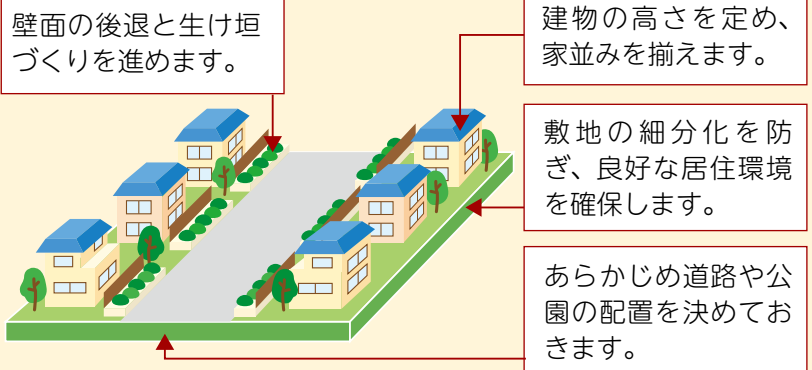 壁面の後退と生け垣
づくりを進めます。
建物の高さを定め、
家並みを揃えます。
敷地の細分化を防
ぎ、良好な居住環境
を確保します。
あらかじめ道路や公
園の配置を決めてお
きます。